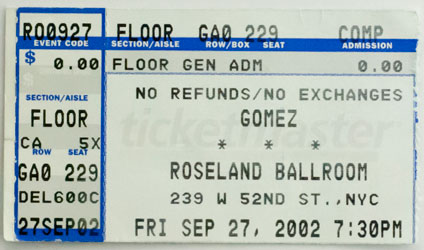 RO0927 FLOOR GA0 229 COMP
EVENT CODE SECTION/AISLE ROW/BOX SEAT ADMISSION
$ 0.00 FLOOR GEN ADM 0.00
SECTION/AISLE NO REFUNDS/NO EXCHANGES
FLOOR GOMEZ
ticketmaster
CA 5X * * *
ROW SEAT ROSELAND BALLROOM
GA0 229
DEL600C 239 W 52ND ST.,NYC
27SEP02 FRI SEP 27, 2002 7:30PM